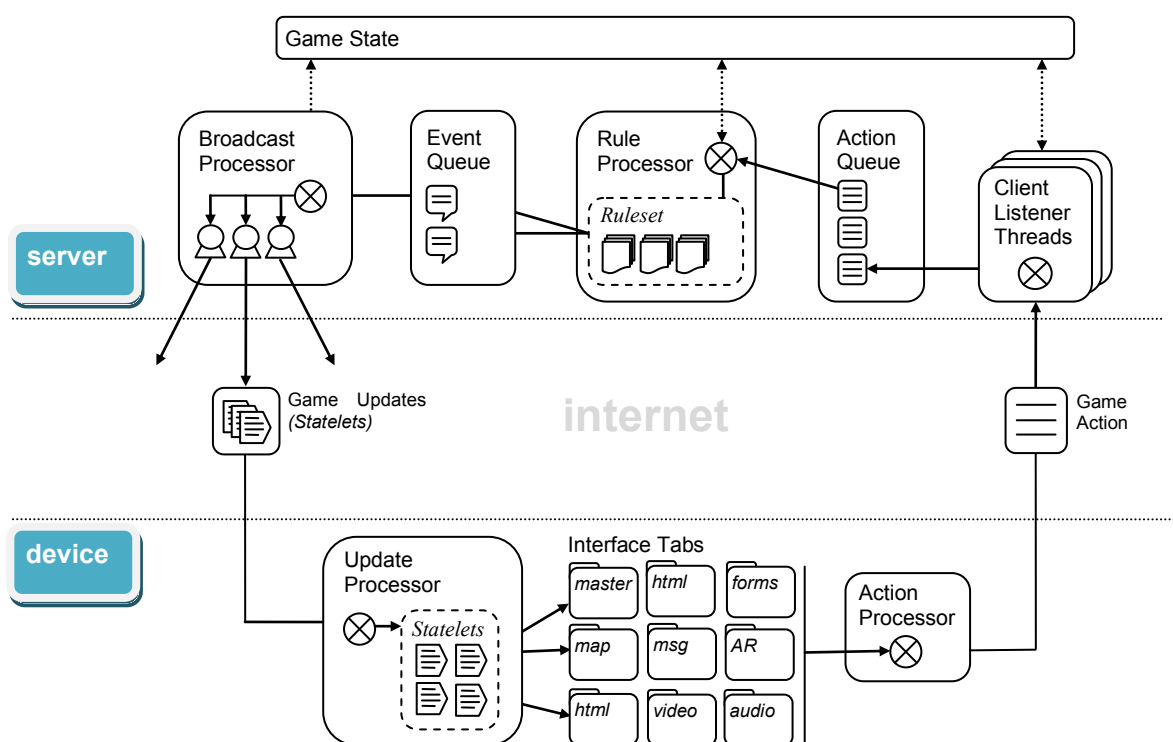 Game State
Broadcast
Processor
Event
Queue
Rule
Processor
Ruleset
Action
Queue
Client
Listener
Threads
server
Game Updates
(Statelets)
internet
Game
Action
device
Update
Processor
Statelets
Interface Tabs
master html forms
map msg AR
html video audio
Action
Processor